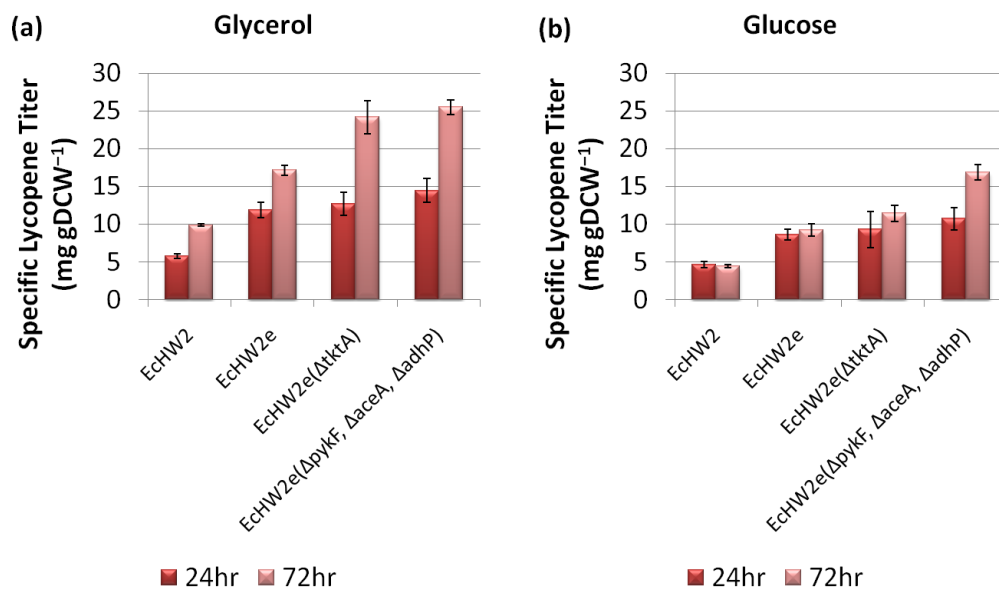 (a)
Glycerol
Specific Lycopene Titer
(mg gDCW⁻¹)
30
25
20
15
10
5
0
EcHW2
EcHW2e
EcHW2e(ΔtktA)
EcHW2e(ΔpykF, ΔaceA, ΔadhP)
24hr 72hr
(b)
Glucose
Specific Lycopene Titer
(mg gDCW⁻¹)
30
25
20
15
10
5
0
EcHW2
EcHW2e
EcHW2e(ΔtktA)
EcHW2e(ΔpykF, ΔaceA, ΔadhP)
24hr 72hr